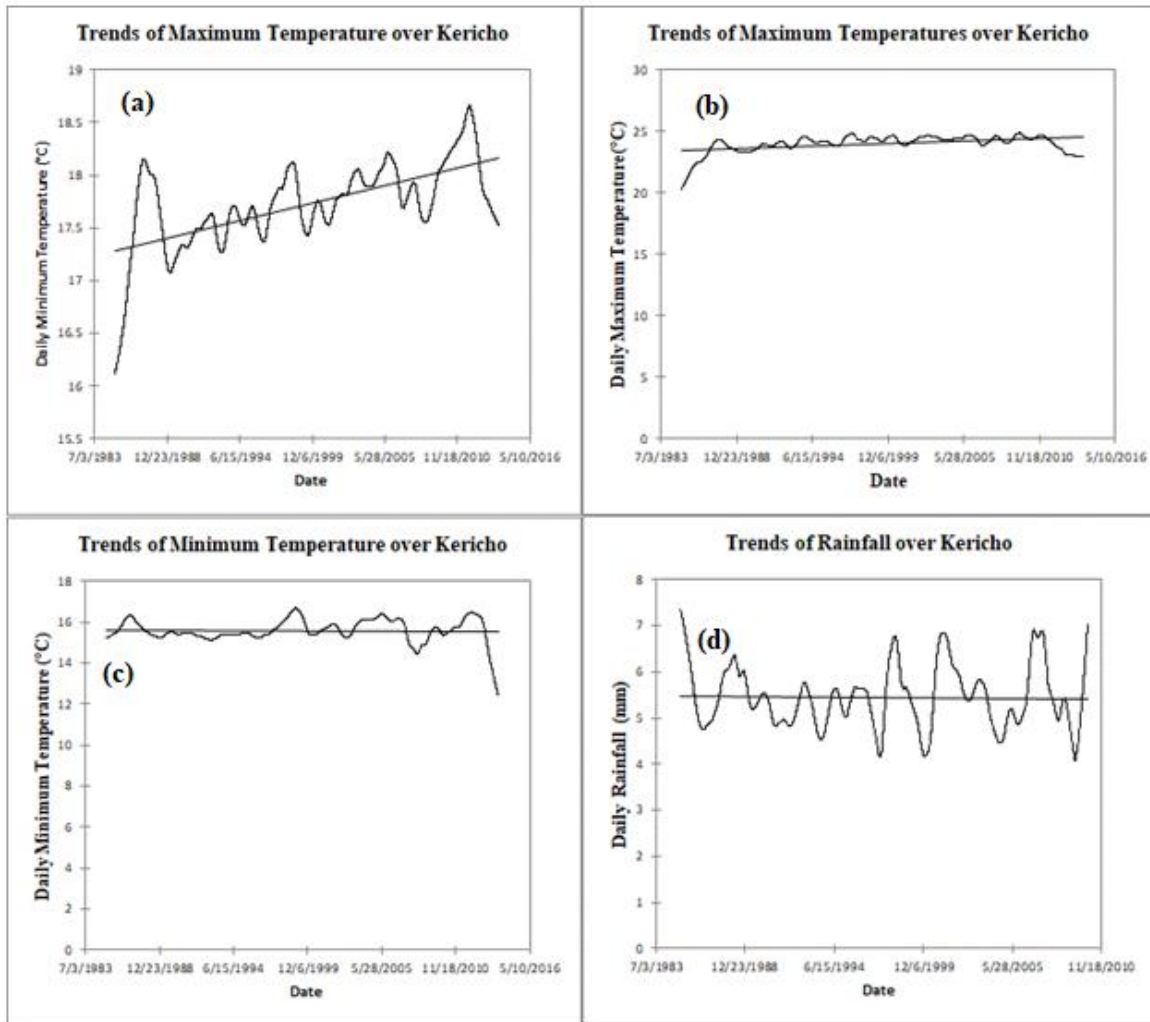 Trends of Maximum Temperature over Kericho
(a)
Daily Minimum Temperature (°C)
19
18.5
18
17.5
17
16.5
16
15.5
7/3/1983 12/23/1988 6/15/1994 12/6/1999 5/28/2005 11/18/2010 5/10/2016
Date
Trends of Maximum Temperatures over Kericho
(b)
Daily Maximum Temperature(°C)
30
25
20
15
10
5
0
7/3/1983 12/23/1988 6/15/1994 12/6/1999 5/28/2005 11/18/2010 5/10/2016
Date
Trends of Minimum Temperature over Kericho
(c)
Daily Minimum Temperature (°C)
18
16
14
12
10
8
6
4
2
0
7/3/1983 12/23/1988 6/15/1994 12/6/1999 5/28/2005 11/18/2010 5/10/2016
Date
Trends of Rainfall over Kericho
(d)
Daily Rainfall (mm)
8
7
6
5
4
3
2
1
0
7/3/1983 12/23/1988 6/15/1994 12/6/1999 5/28/2005 11/18/2010
Date